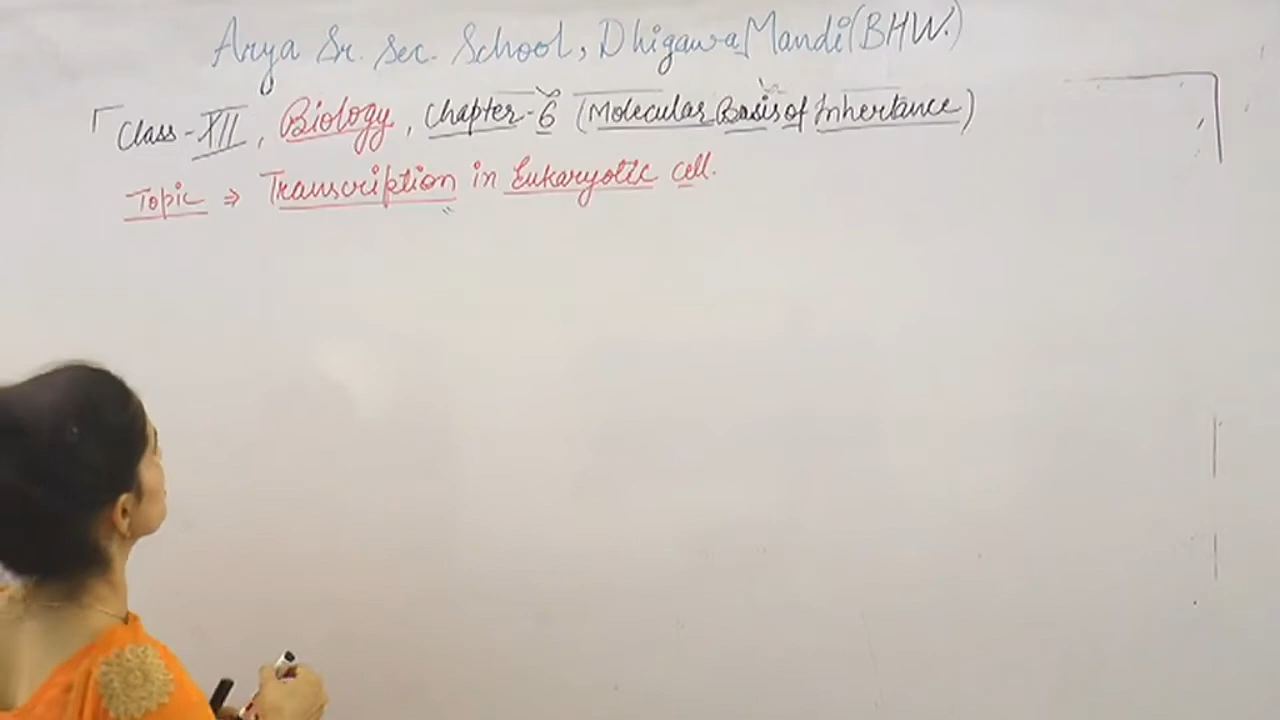 Arya Sr. Sec. School, Dhigawa Mandi (BHW.)
Class - XII, Biology, Chapter - 6 (Molecular Basis of Inheritance)
Topic ⇒ Transcription in Eukaryotic cell.